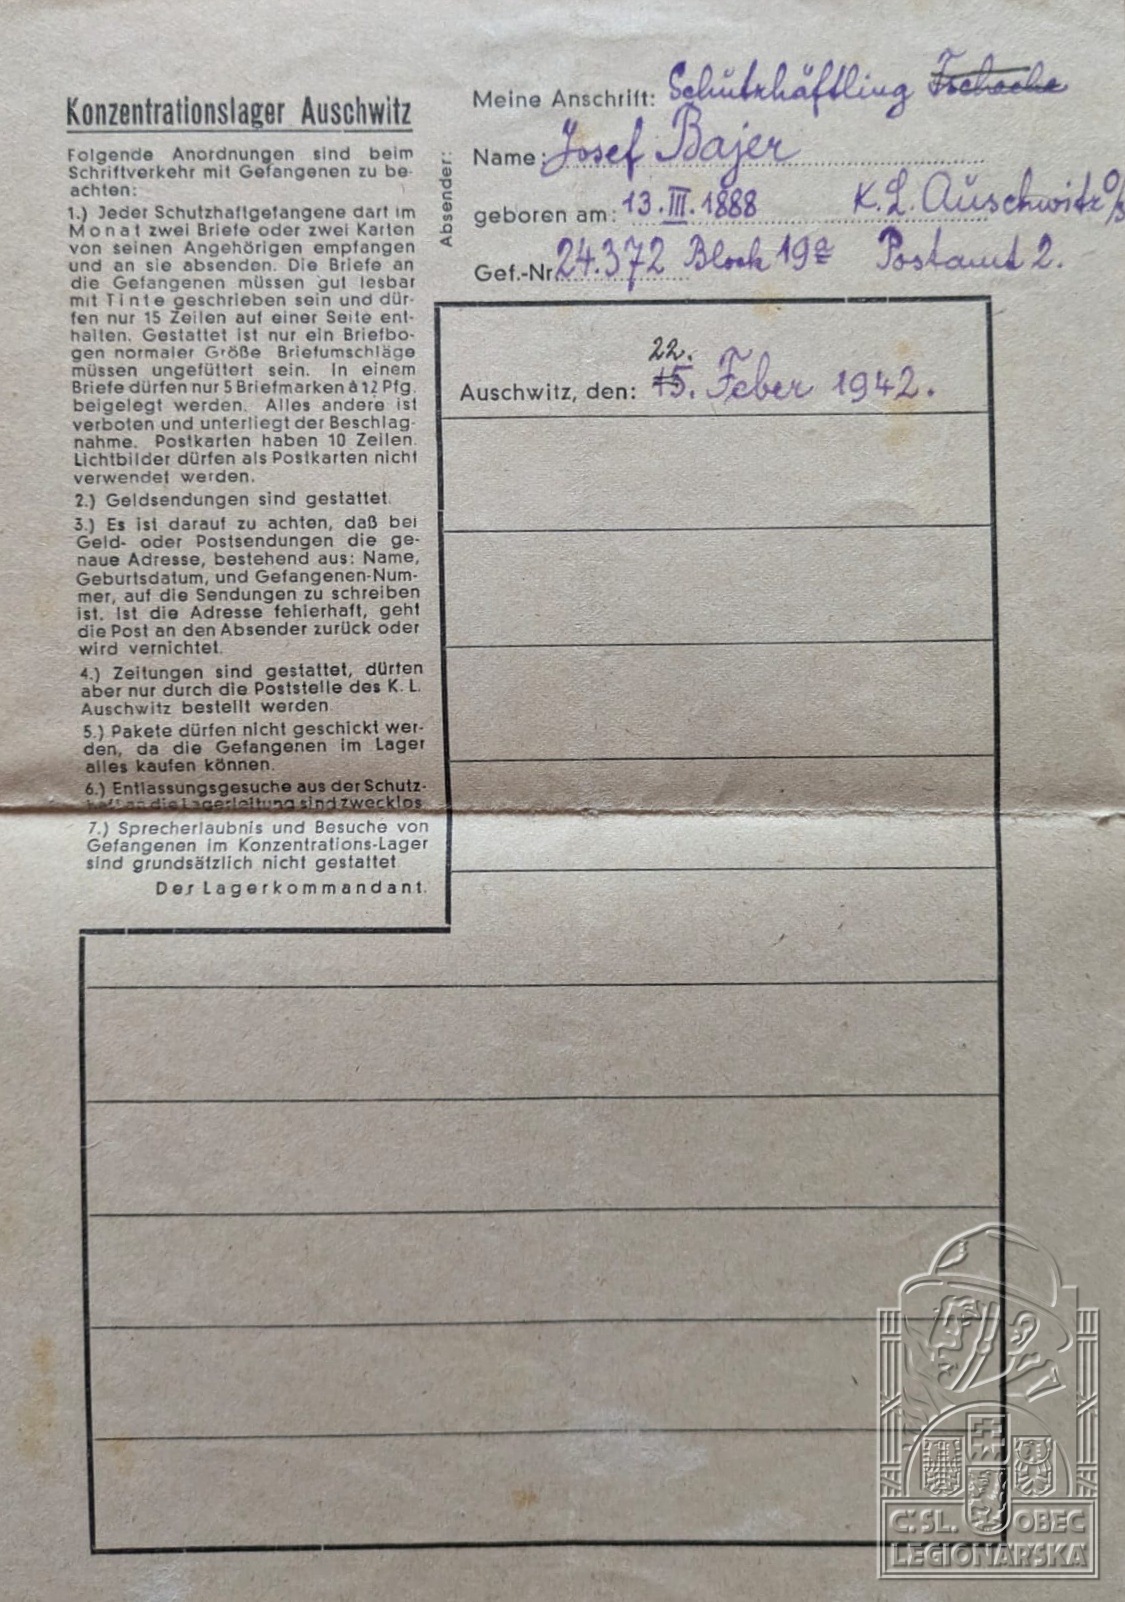 Konzentrationslager Auschwitz
Folgende Anordnungen sind beim
Schriftverkehr mit Gefangenen zu be-
achten:
1.) Jeder Schutzhaftgefangene darf im
Monat zwei Briefe oder zwei Karten
von seinen Angehörigen empfangen
und an sie absenden. Die Briefe an
die Gefangenen müssen gut lesbar
mit Tinte geschrieben sein und dür-
fen nur 15 Zeilen auf einer Seite ent-
halten. Gestattet ist nur ein Briefbo-
gen normaler Größe Briefumschläge
müssen ungefüttert sein. In einem
Briefe dürfen nur 5 Briefmarken à 12 Pfg.
beigelegt werden. Alles andere ist
verboten und unterliegt der Beschlag-
nahme. Postkarten haben 10 Zeilen.
Lichtbilder dürfen als Postkarten nicht
verwendet werden.
2.) Geldsendungen sind gestattet.
3.) Es ist darauf zu achten, daß bei
Geld- oder Postsendungen die ge-
naue Adresse, bestehend aus: Name,
Geburtsdatum, und Gefangenen-Num-
mer, auf die Sendungen zu schreiben
ist. Ist die Adresse fehlerhaft, geht
die Post an den Absender zurück oder
wird vernichtet.
4.) Zeitungen sind gestattet, dürfen
aber nur durch die Poststelle des K. L.
Auschwitz bestellt werden.
5.) Pakete dürfen nicht geschickt wer-
den, da die Gefangenen im Lager
alles kaufen können.
6.) Entlassungsgesuche aus der Schutz-
haft an die Lagerleitung sind zwecklos
7.) Sprecherlaubnis und Besuche von
Gefangenen im Konzentrations-Lager
sind grundsätzlich nicht gestattet.
Der Lagerkommandant.
Absender:
Meine Anschrift: Schutzhäftling Tscheche
Name: Josef Bajer
geboren am: 13. III. 1888 K. L. Auschwitz O/S
Gef.-Nr. 24.372 Block 19a Postamt 2.
22.
Auschwitz, den: 15. Feber 1942.
Č.SL. OBEC
LEGIONÁŘSKÁ